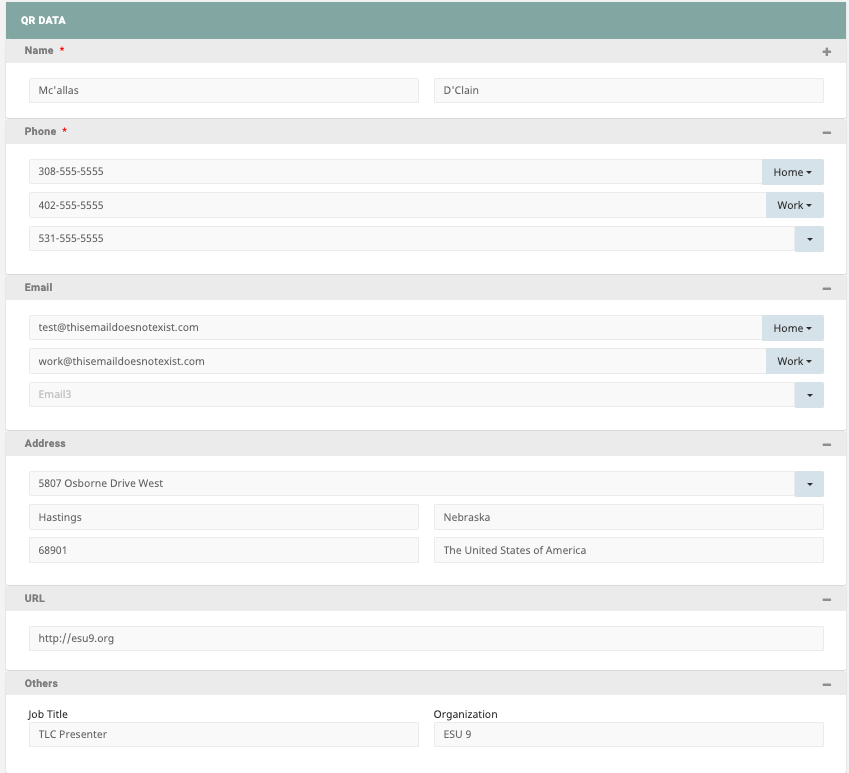 QR DATA
Name *
Mc'allas D'Clain
Phone *
308-555-5555 Home
402-555-5555 Work
531-555-5555
Email
test@thisemaildoesnotexist.com Home
work@thisemaildoesnotexist.com Work
Email3
Address
5807 Osborne Drive West
Hastings Nebraska
68901 The United States of America
URL
http://esu9.org
Others
Job Title Organization
TLC Presenter ESU 9